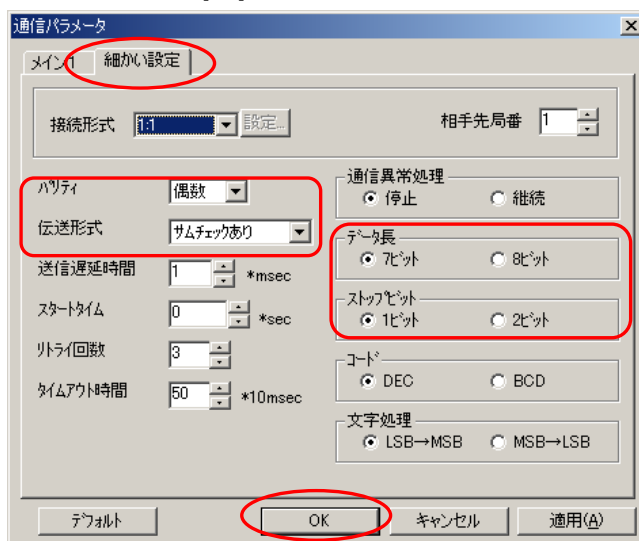 通信パラメータ
メイン1 細かい設定
接続形式 1:1 設定... 相手先局番 1
パリティ 偶数
伝送形式 サムチェックあり
送信遅延時間 1 *msec
スタートタイム 0 *sec
リトライ回数 3
タイムアウト時間 50 *10msec
通信異常処理
停止 継続
データ長
7ビット 8ビット
ストップビット
1ビット 2ビット
コード
DEC BCD
文字処理
LSB→MSB MSB→LSB
デフォルト OK キャンセル 適用(A)